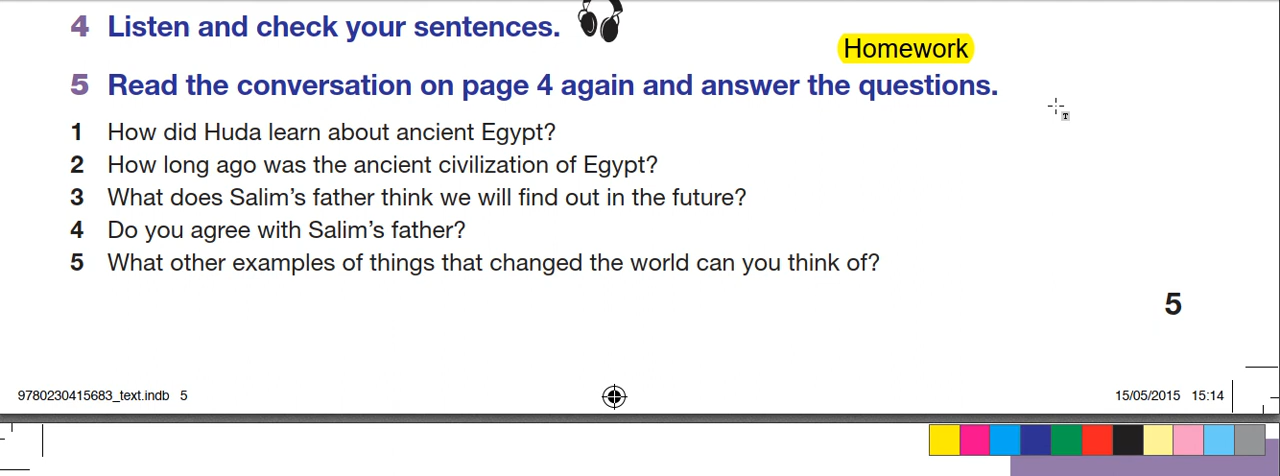 4 Listen and check your sentences.
Homework
5 Read the conversation on page 4 again and answer the questions.
1 How did Huda learn about ancient Egypt?
2 How long ago was the ancient civilization of Egypt?
3 What does Salim’s father think we will find out in the future?
4 Do you agree with Salim’s father?
5 What other examples of things that changed the world can you think of?
5
9780230415683_text.indb 5
15/05/2015 15:14